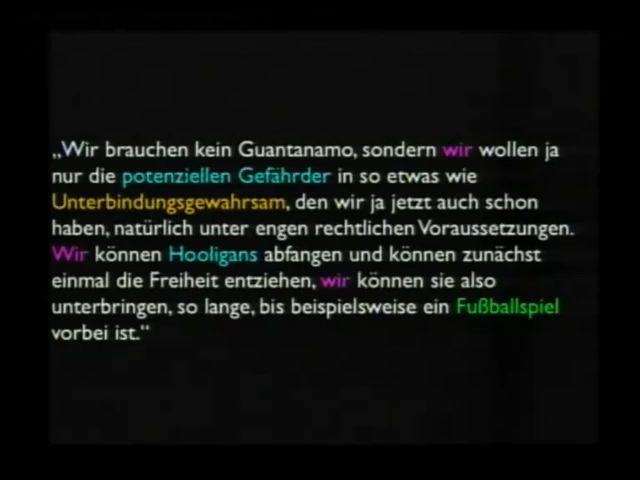 „Wir brauchen kein Guantanamo, sondern wir wollen ja
nur die potenziellen Gefährder in so etwas wie
Unterbindungsgewahrsam, den wir ja jetzt auch schon
haben, natürlich unter engen rechtlichen Voraussetzungen.
Wir können Hooligans abfangen und können zunächst
einmal die Freiheit entziehen, wir können sie also
unterbringen, so lange, bis beispielsweise ein Fußballspiel
vorbei ist.“